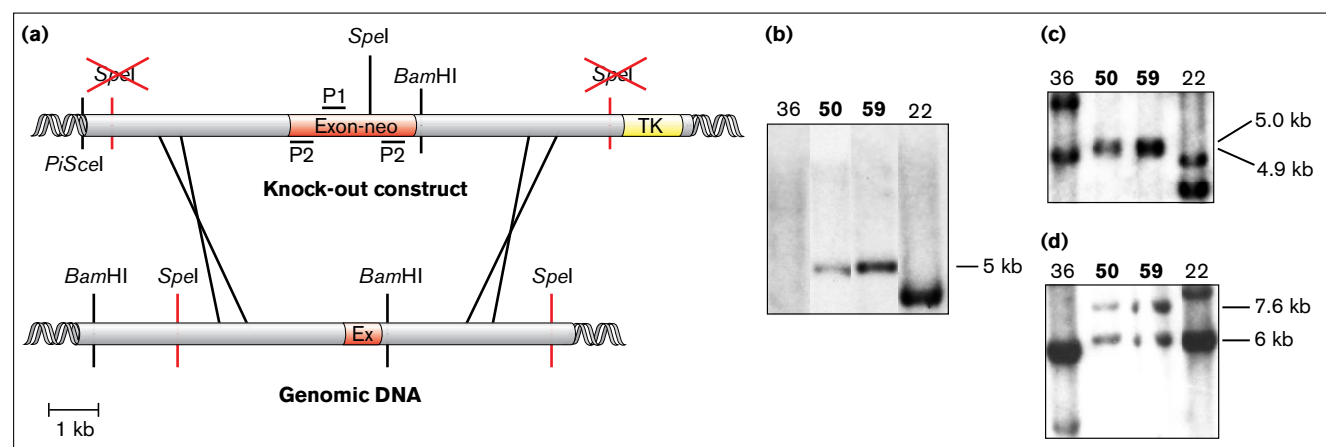 (a)
SpeI
SpeI
SpeI
BamHI
P1
Exon-neo
TK
P2
P2
PiSceI
Knock-out construct
BamHI
SpeI
BamHI
SpeI
Ex
Genomic DNA
1 kb
(b)
36 50 59 22
5 kb
(c)
36 50 59 22
5.0 kb
4.9 kb
(d)
36 50 59 22
7.6 kb
6 kb